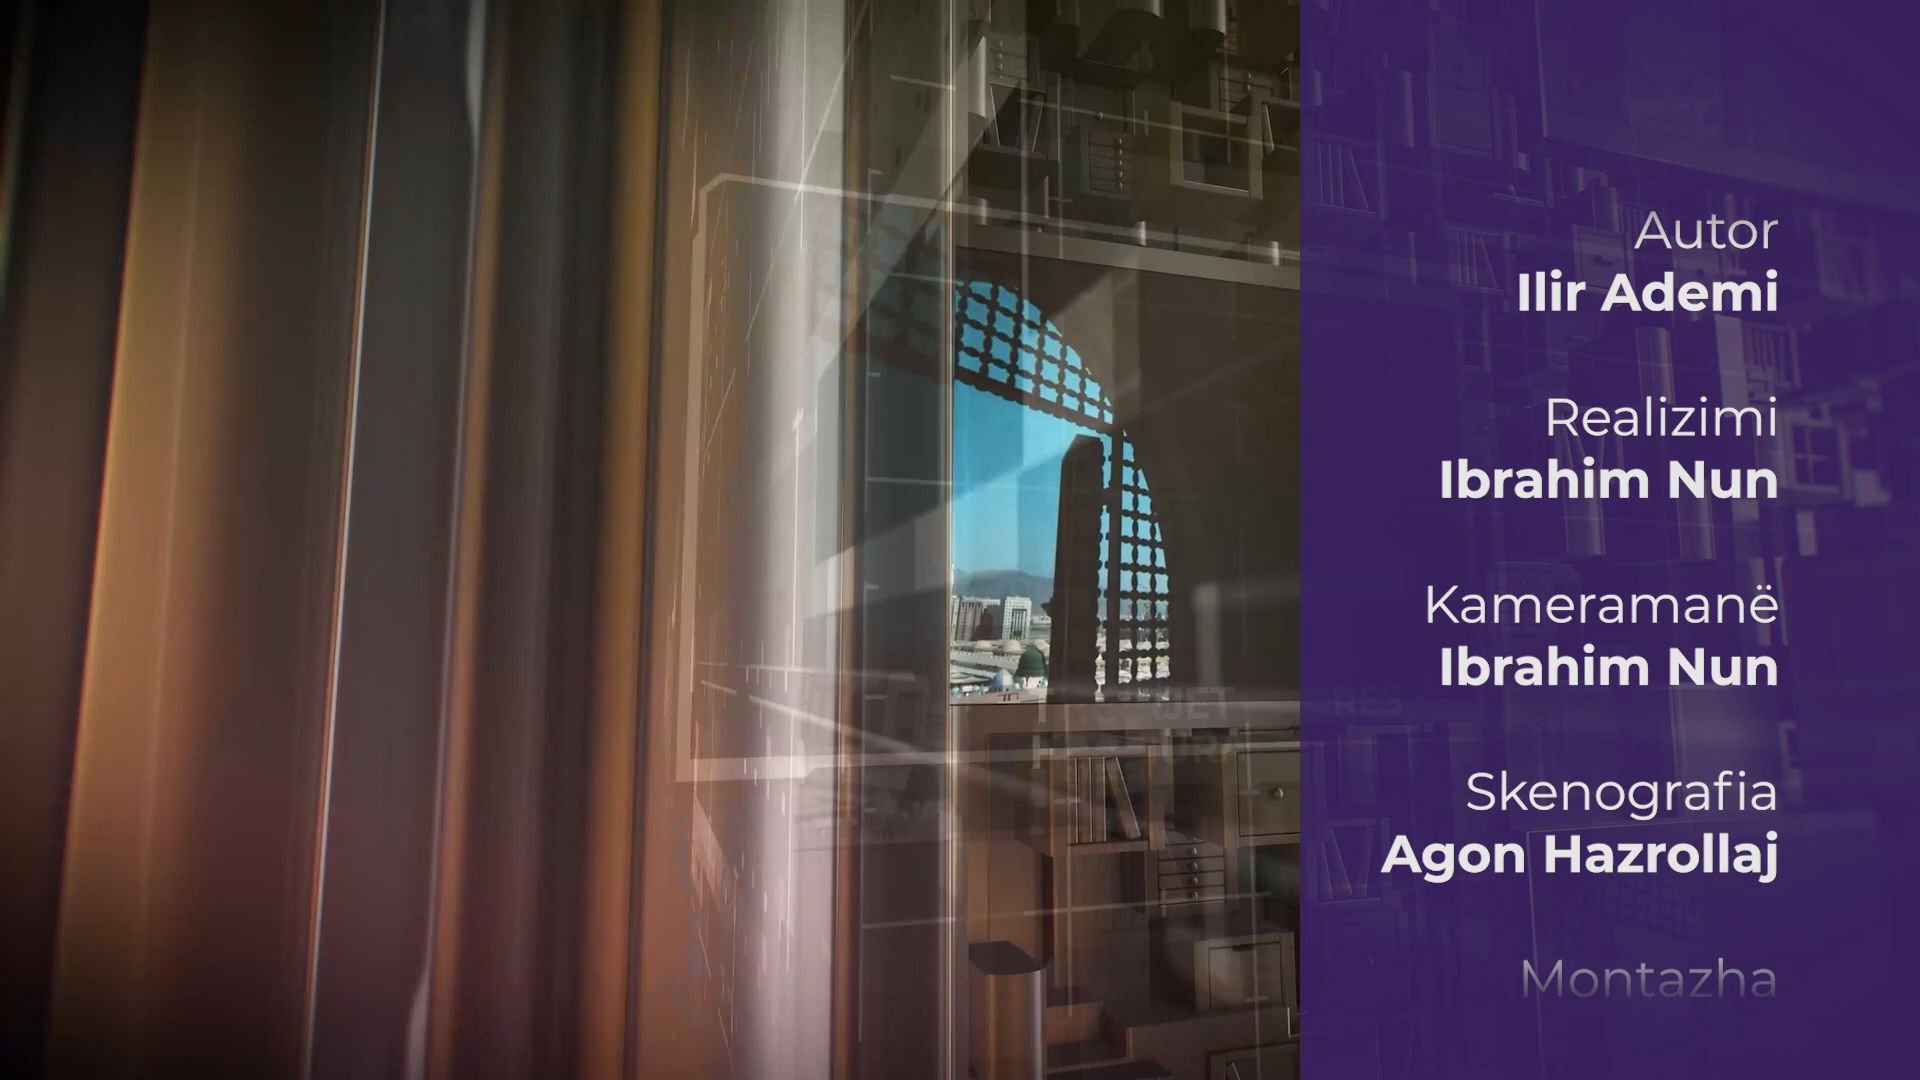 Autor
Ilir Ademi
Realizimi
Ibrahim Nun
Kameramanë
Ibrahim Nun
Skenografia
Agon Hazrollaj
Montazha